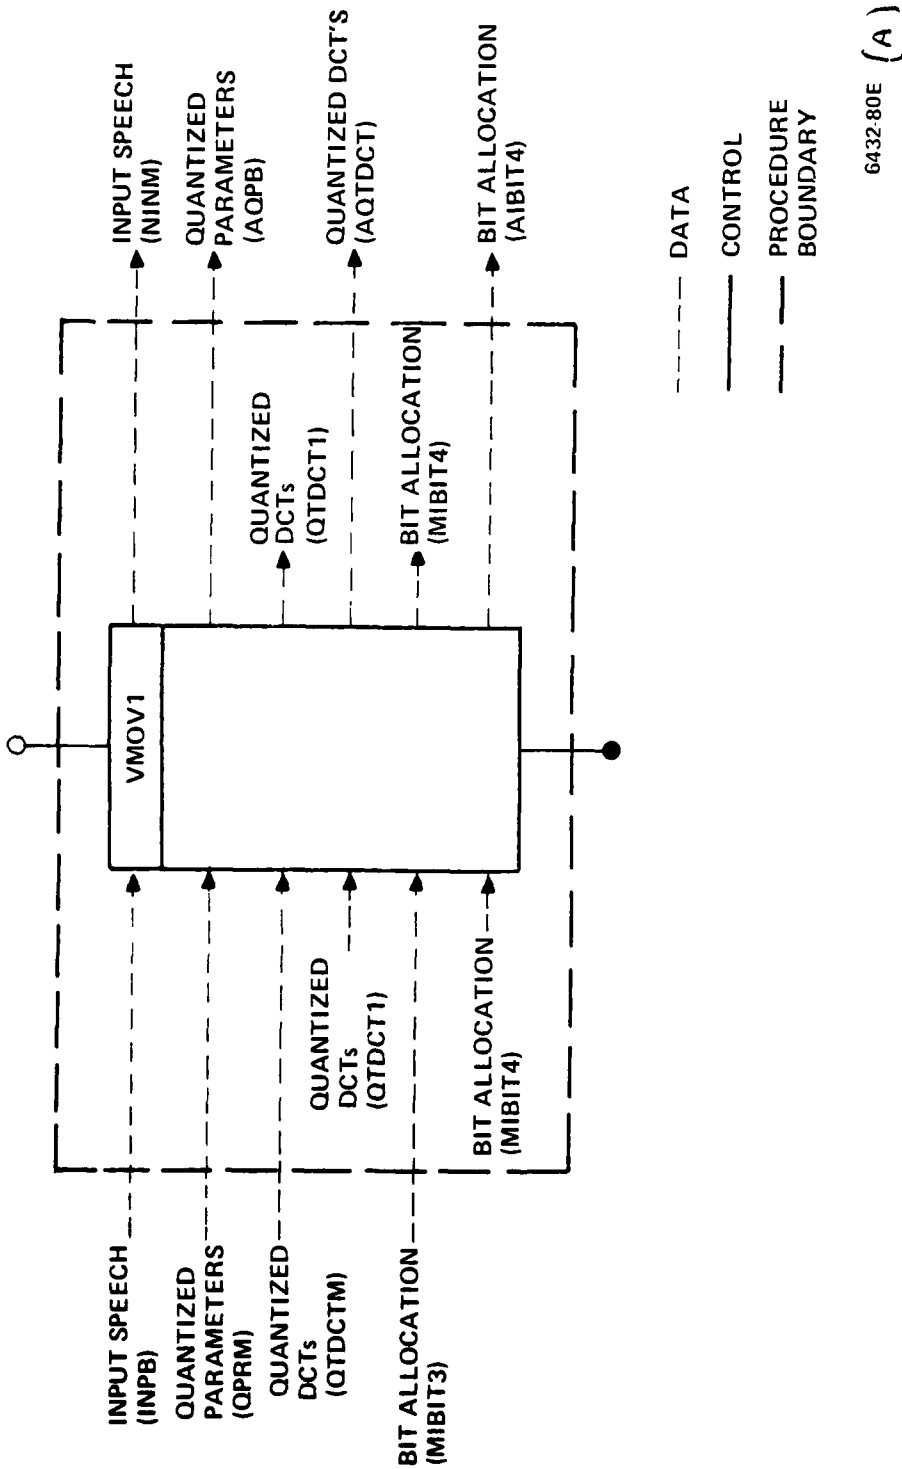 INPUT SPEECH
(INPB)
QUANTIZED
PARAMETERS
(QPRM)
QUANTIZED
DCTs
(QTDCTM)
BIT ALLOCATION
(MIBIT3)
QUANTIZED
DCTs
(QTDCT1)
BIT ALLOCATION
(MIBIT4)
VMOV1
QUANTIZED
DCTs
(QTDCT1)
BIT ALLOCATION
(MIBIT4)
INPUT SPEECH
(NINM)
QUANTIZED
PARAMETERS
(AQPB)
QUANTIZED DCT'S
(AQTDCT)
BIT ALLOCATION
(AIBIT4)
DATA
CONTROL
PROCEDURE
BOUNDARY
6432-80E (A)